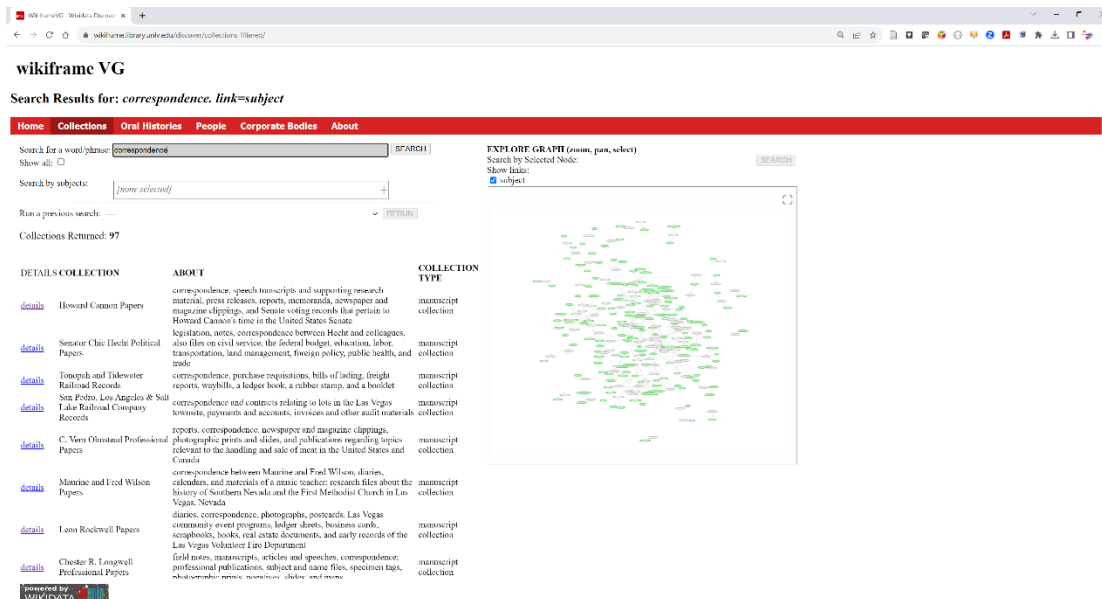 WikiframeVG - Wikidata Discover
wikiframe.library.unlv.edu/discover/collections_filtered/
wikiframe VG
Search Results for: correspondence. link=subject
Home Collections Oral Histories People Corporate Bodies About
Search for a word/phrase: correspondence SEARCH
Show all:
Search by subjects: [none selected] +
Run a previous search: --- RERUN
Collections Returned: 97
EXPLORE GRAPH (zoom, pan, select)
Search by Selected Node: SEARCH
Show links:
subject
DETAILS COLLECTION ABOUT COLLECTION
TYPE
details Howard Cannon Papers
correspondence, speech transcripts and supporting research
material, press releases, reports, memoranda, newspaper and
magazine clippings, and Senate voting records that pertain to
Howard Cannon's time in the United States Senate
manuscript
collection
details Senator Chic Hecht Political
Papers
legislation, notes, correspondence between Hecht and colleagues,
also files on civil service, the federal budget, education, labor,
transportation, land management, foreign policy, public health, and
trade
manuscript
collection
details Tonopah and Tidewater
Railroad Records
correspondence, purchase requisitions, bills of lading, freight
reports, waybills, a ledger book, a rubber stamp, and a booklet
manuscript
collection
details San Pedro, Los Angeles & Salt
Lake Railroad Company
Records
correspondence and contracts relating to lots in the Las Vegas
townsite, payments and accounts, invoices and other audit materials
manuscript
collection
details C. Vern Olmstead Professional
Papers
reports, correspondence, newspaper and magazine clippings,
photographic prints and slides, and publications regarding topics
relevant to the handling and sale of meat in the United States and
Canada
manuscript
collection
details Maurine and Fred Wilson
Papers
correspondence between Maurine and Fred Wilson, diaries,
calendars, and materials of a music teacher; research files about the
history of Southern Nevada and the First Methodist Church in Las
Vegas, Nevada
manuscript
collection
details Leon Rockwell Papers
diaries, correspondence, photographs, postcards, Las Vegas
community event programs, ledger sheets, business cards,
scrapbooks, books, real estate documents, and early records of the
Las Vegas Volunteer Fire Department
manuscript
collection
details Chester R. Longwell
Professional Papers
field notes, manuscripts, articles and speeches, correspondence;
professional publications, subject and name files, specimen tags,
photography: prints, negatives, slides, and maps
manuscript
collection
powered by
WIKIDATA